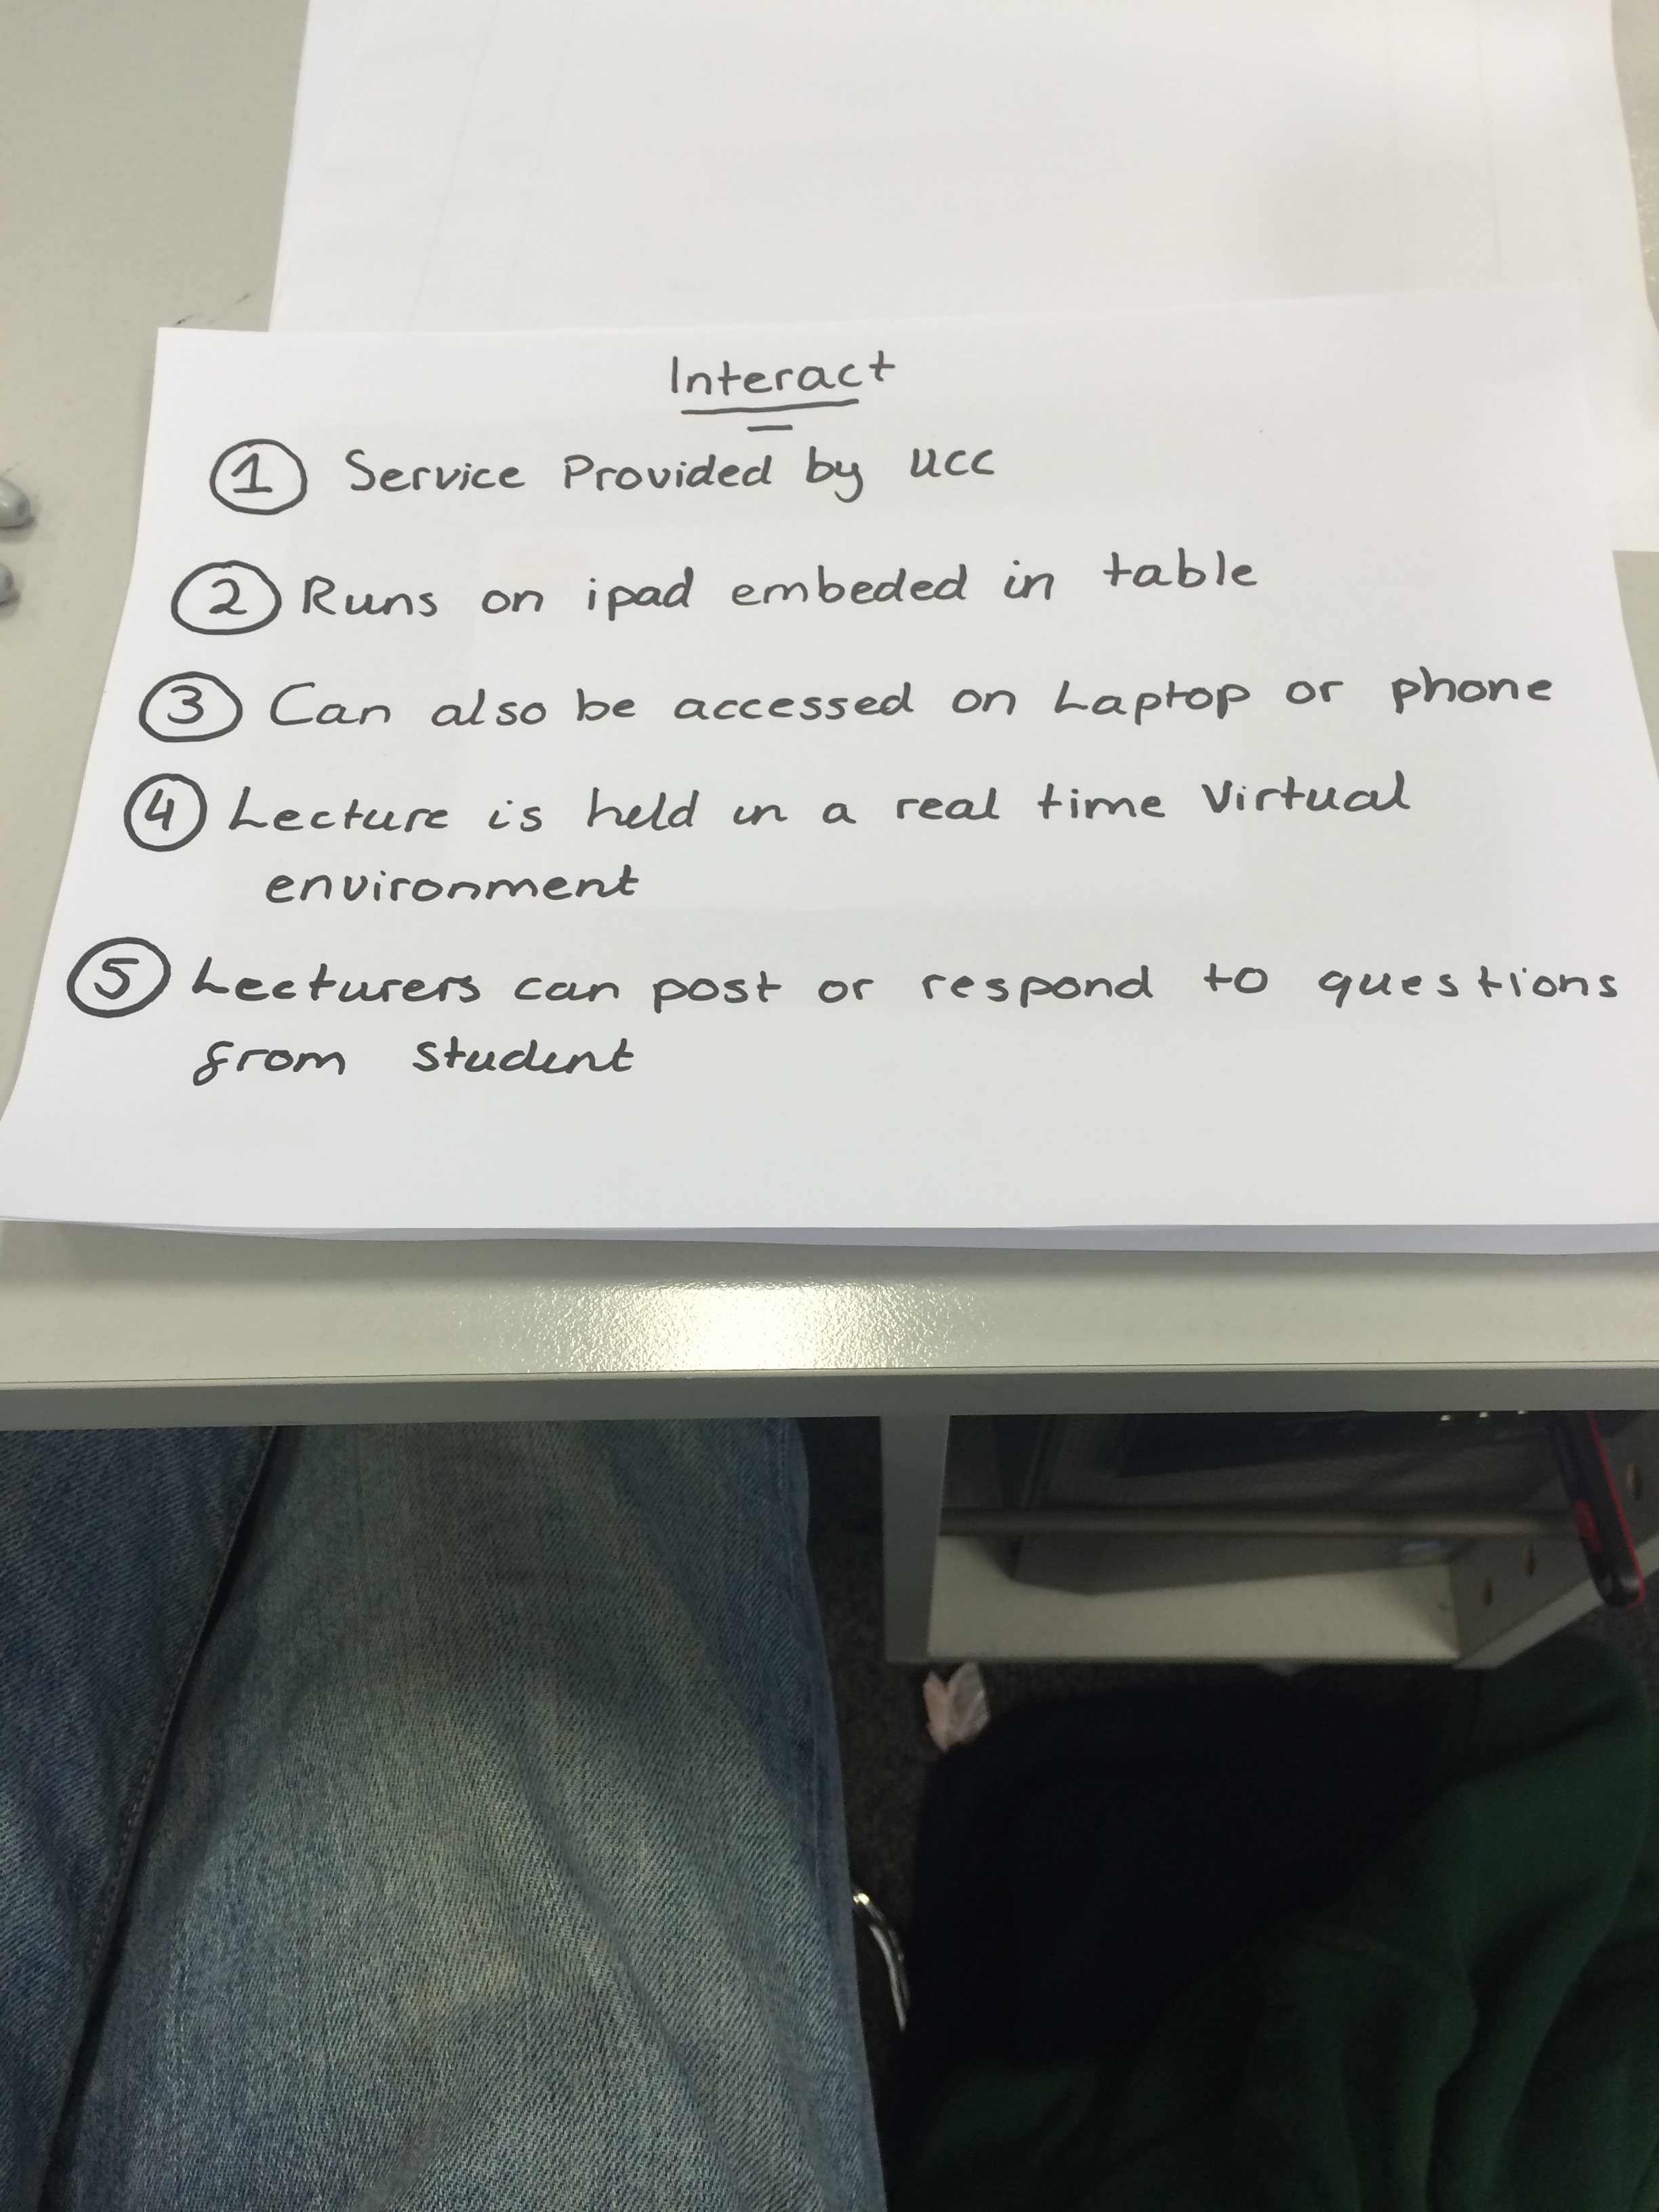 Interact
1 Service Provided by UCC
2 Runs on ipad embeded in table
3 Can also be accessed on Laptop or phone
4 Lecture is held in a real time Virtual
environment
5 Lecturers can post or respond to questions
from student